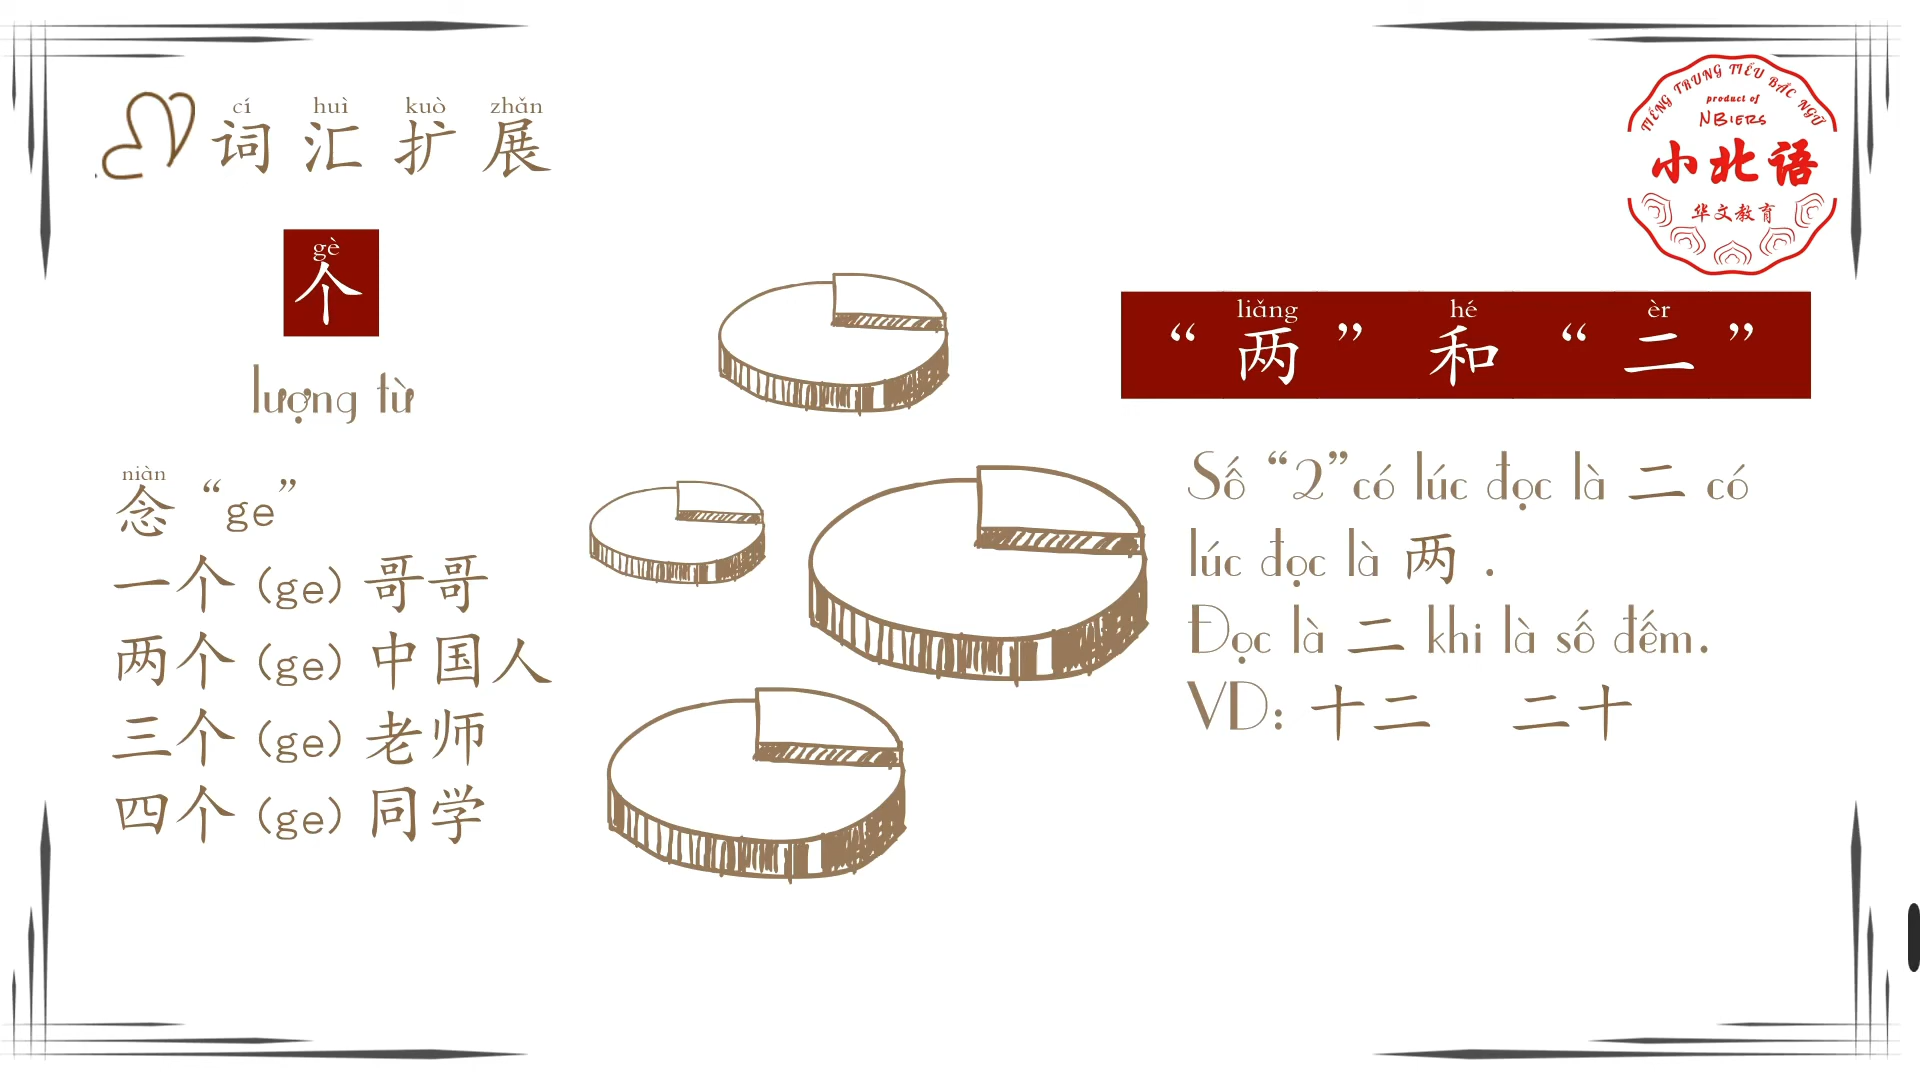 cí huì kuò zhǎn
词汇扩展
gè
个
lượng từ
niàn
念 “ge”
一个 (ge) 哥哥
两个 (ge) 中国人
三个 (ge) 老师
四个 (ge) 同学
TIẾNG TRUNG TIỂU BẮC NGỮ
product of
NBIERS
小北语
华文教育
liǎng hé èr
“两” 和 “二”
Số “2” có lúc đọc là 二 có
lúc đọc là 两 .
Đọc là 二 khi là số đếm.
VD: 十二 二十